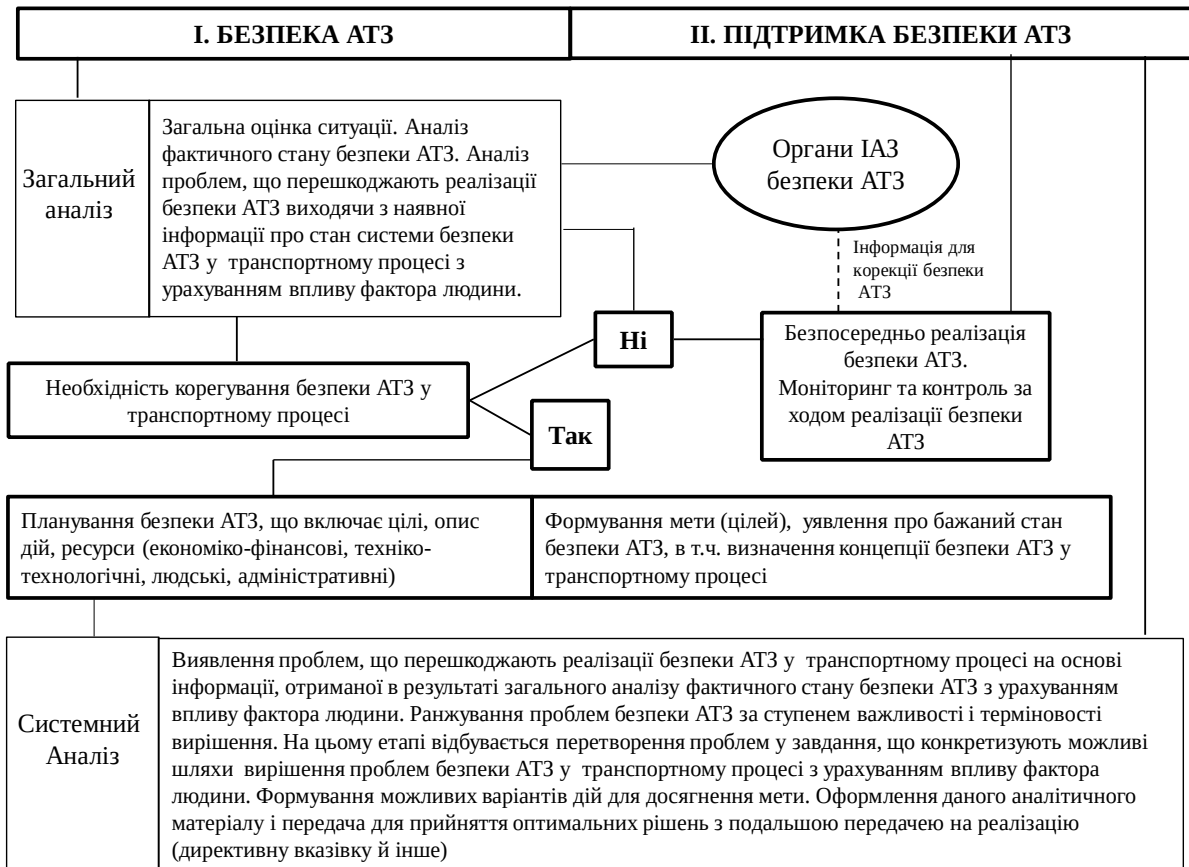 І. БЕЗПЕКА АТЗ
ІІ. ПІДТРИМКА БЕЗПЕКИ АТЗ
Загальний
аналіз
Загальна оцінка ситуації. Аналіз
фактичного стану безпеки АТЗ. Аналіз
проблем, що перешкоджають реалізації
безпеки АТЗ виходячи з наявної
інформації про стан системи безпеки
АТЗ у транспортному процесі з
урахуванням впливу фактора людини.
Органи ІАЗ
безпеки АТЗ
Інформація для
корекції безпеки
АТЗ
Ні
Безпосередньо реалізація
безпеки АТЗ.
Моніторинг та контроль за
ходом реалізації безпеки
АТЗ
Необхідність корегування безпеки АТЗ у
транспортному процесі
Так
Планування безпеки АТЗ, що включає цілі, опис
дій, ресурси (економіко-фінансові, техніко-
технологічні, людські, адміністративні)
Формування мети (цілей), уявлення про бажаний стан
безпеки АТЗ, в т.ч. визначення концепції безпеки АТЗ у
транспортному процесі
Системний
Аналіз
Виявлення проблем, що перешкоджають реалізації безпеки АТЗ у транспортному процесі на основі
інформації, отриманої в результаті загального аналізу фактичного стану безпеки АТЗ з урахуванням
впливу фактора людини. Ранжування проблем безпеки АТЗ за ступенем важливості і терміновості
вирішення. На цьому етапі відбувається перетворення проблем у завдання, що конкретизують можливі
шляхи вирішення проблем безпеки АТЗ у транспортному процесі з урахуванням впливу фактора
людини. Формування можливих варіантів дій для досягнення мети. Оформлення даного аналітичного
матеріалу і передача для прийняття оптимальних рішень з подальшою передачею на реалізацію
(директивну вказівку й інше)